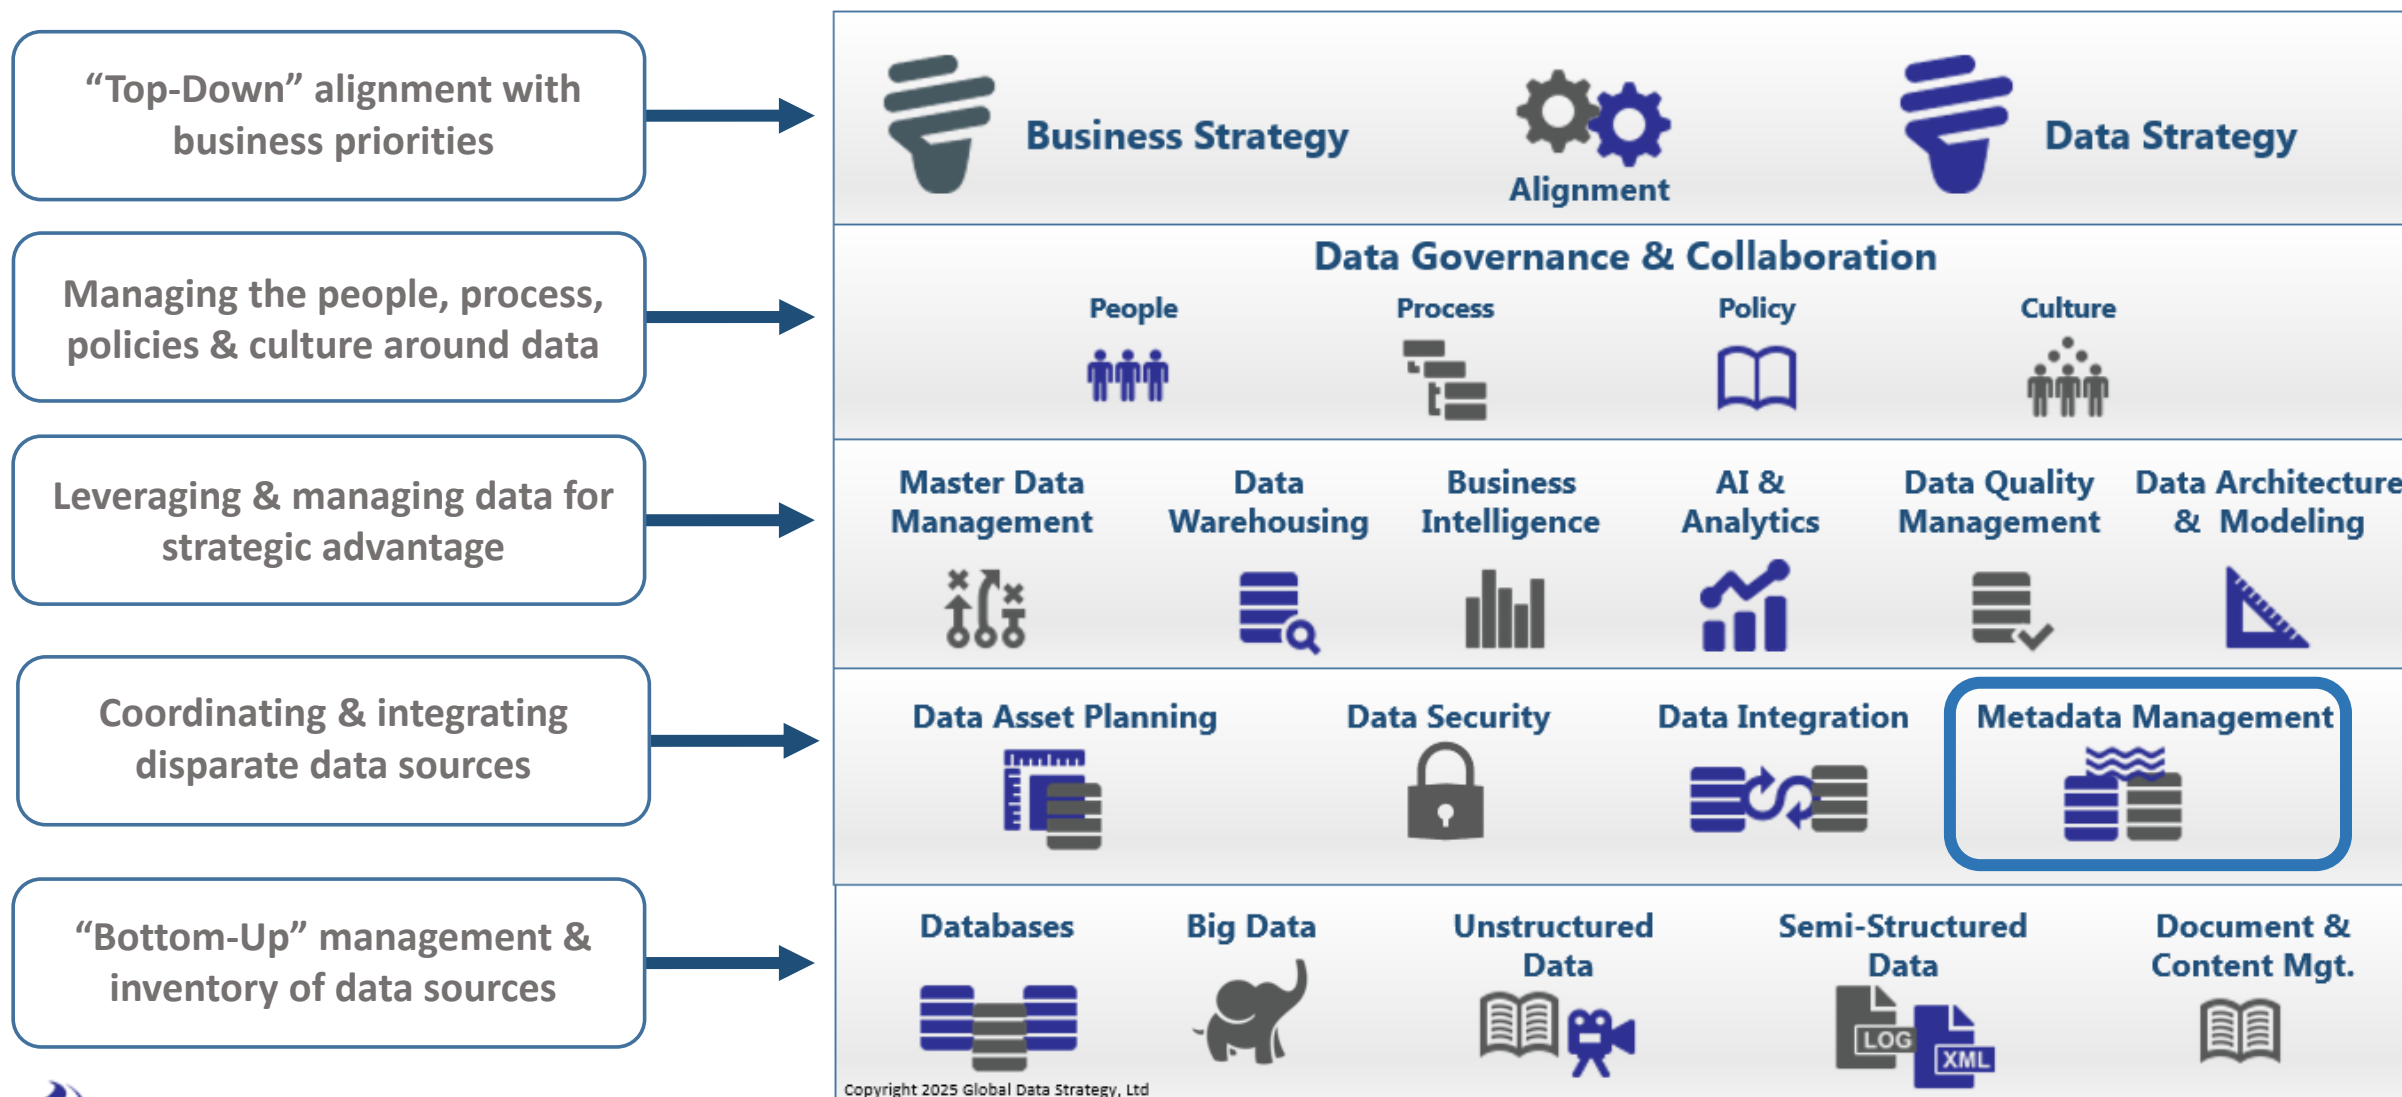 “Top-Down” alignment with
business priorities
Business Strategy
Alignment
Data Strategy
Managing the people, process,
policies & culture around data
Data Governance & Collaboration
People
Process
Policy
Culture
Leveraging & managing data for
strategic advantage
Master Data
Management
Data
Warehousing
Business
Intelligence
AI &
Analytics
Data Quality
Management
Data Architecture
& Modeling
Coordinating & integrating
disparate data sources
Data Asset Planning
Data Security
Data Integration
Metadata Management
“Bottom-Up” management &
inventory of data sources
Databases
Big Data
Unstructured
Data
Semi-Structured
Data
LOG
XML
Document &
Content Mgt.
Copyright 2025 Global Data Strategy, Ltd